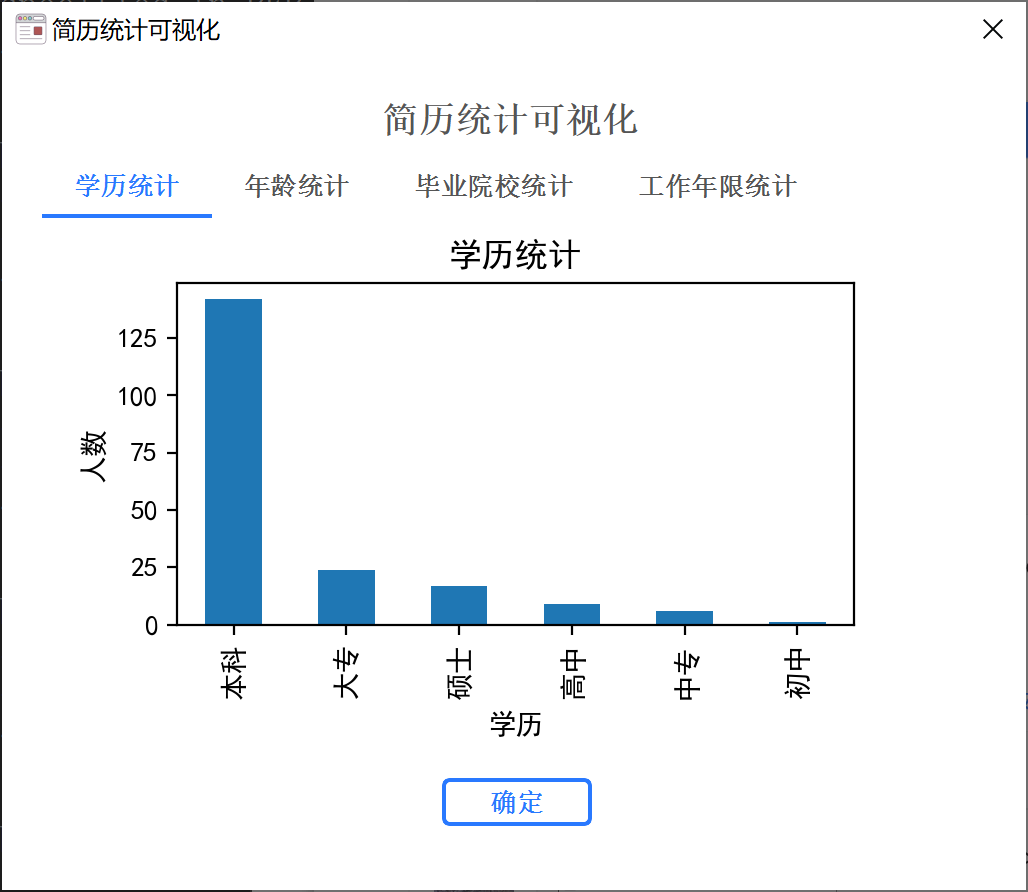 简历统计可视化
简历统计可视化
学历统计 年龄统计 毕业院校统计 工作年限统计
学历统计
125
100
75
50
25
0
人数
本科 大专 硕士 高中 中专 初中
学历
确定